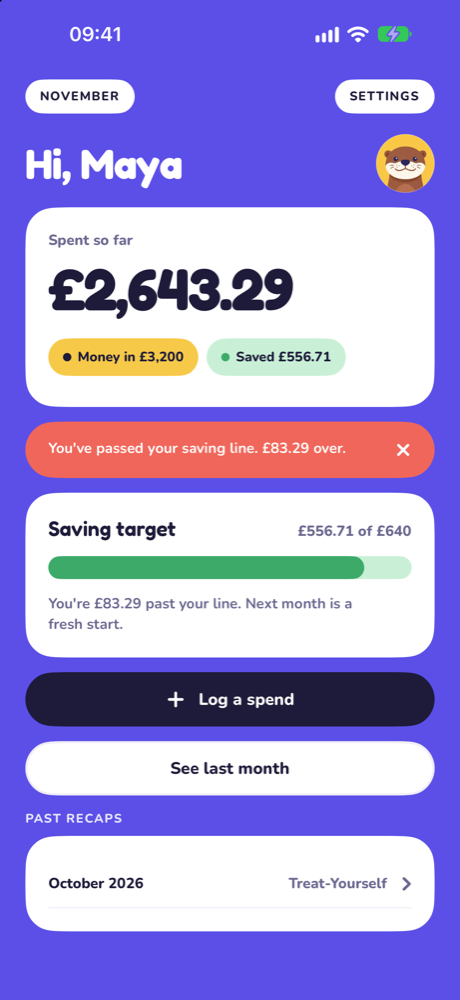 09:41
NOVEMBER
SETTINGS
Hi, Maya
Spent so far
£2,643.29
Money in £3,200
Saved £556.71
You've passed your saving line. £83.29 over.
Saving target
£556.71 of £640
You're £83.29 past your line. Next month is a
fresh start.
Log a spend
See last month
PAST RECAPS
October 2026
Treat-Yourself